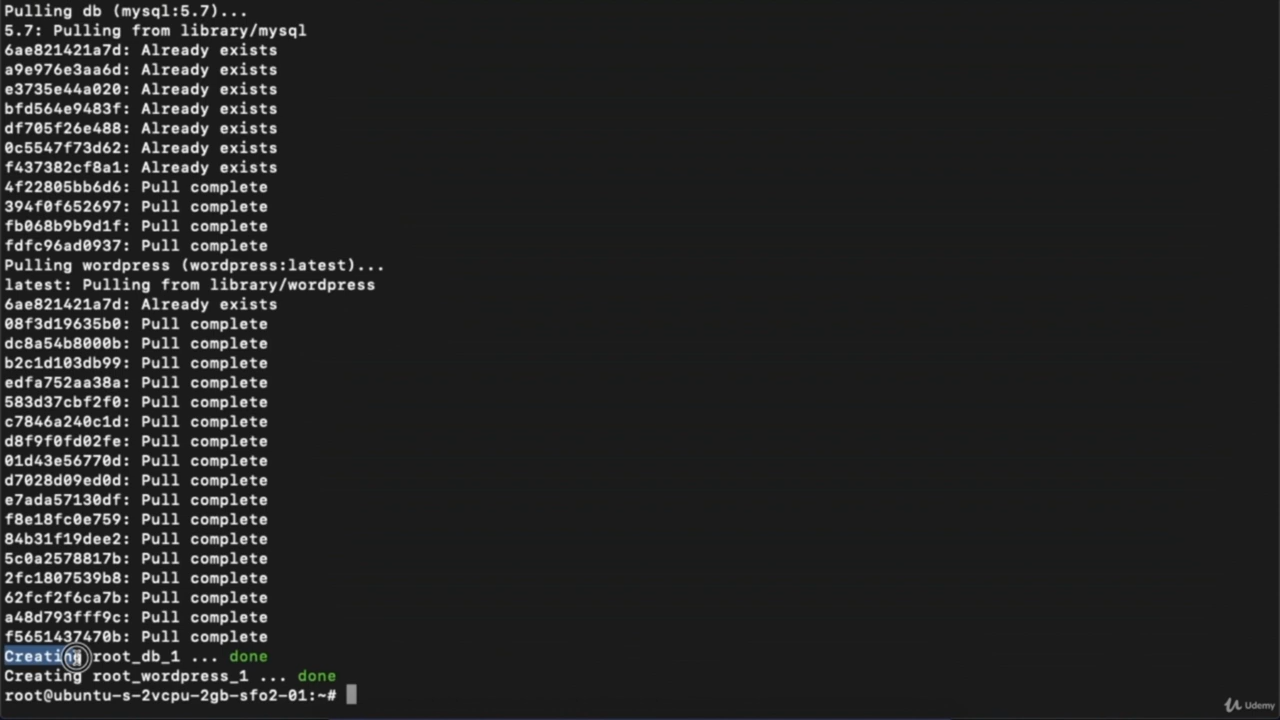 Pulling db (mysql:5.7)...
5.7: Pulling from library/mysql
6ae821421a7d: Already exists
a9e976e3aa6d: Already exists
e3735e44a020: Already exists
bfd564e9483f: Already exists
df705f26e488: Already exists
0c5547f73d62: Already exists
f437382cf8a1: Already exists
4f22805bb6d6: Pull complete
394f0f652697: Pull complete
fb068b9b9d1f: Pull complete
fdfc96ad0937: Pull complete
Pulling wordpress (wordpress:latest)...
latest: Pulling from library/wordpress
6ae821421a7d: Already exists
08f3d19635b0: Pull complete
dc8a54b8000b: Pull complete
b2c1d103db99: Pull complete
edfa752aa38a: Pull complete
583d37cbf2f0: Pull complete
c7846a240c1d: Pull complete
d8f9f0fd02fe: Pull complete
01d43e56770d: Pull complete
d7028d09ed0d: Pull complete
e7ada57130df: Pull complete
f8e18fc0e759: Pull complete
84b31f19dee2: Pull complete
5c0a2578817b: Pull complete
2fc1807539b8: Pull complete
62fcf2f6ca7b: Pull complete
a48d793fff9c: Pull complete
f5651437470b: Pull complete
Creating root_db_1 ... done
Creating root_wordpress_1 ... done
root@ubuntu-s-2vcpu-2gb-sfo2-01:~#
Udemy